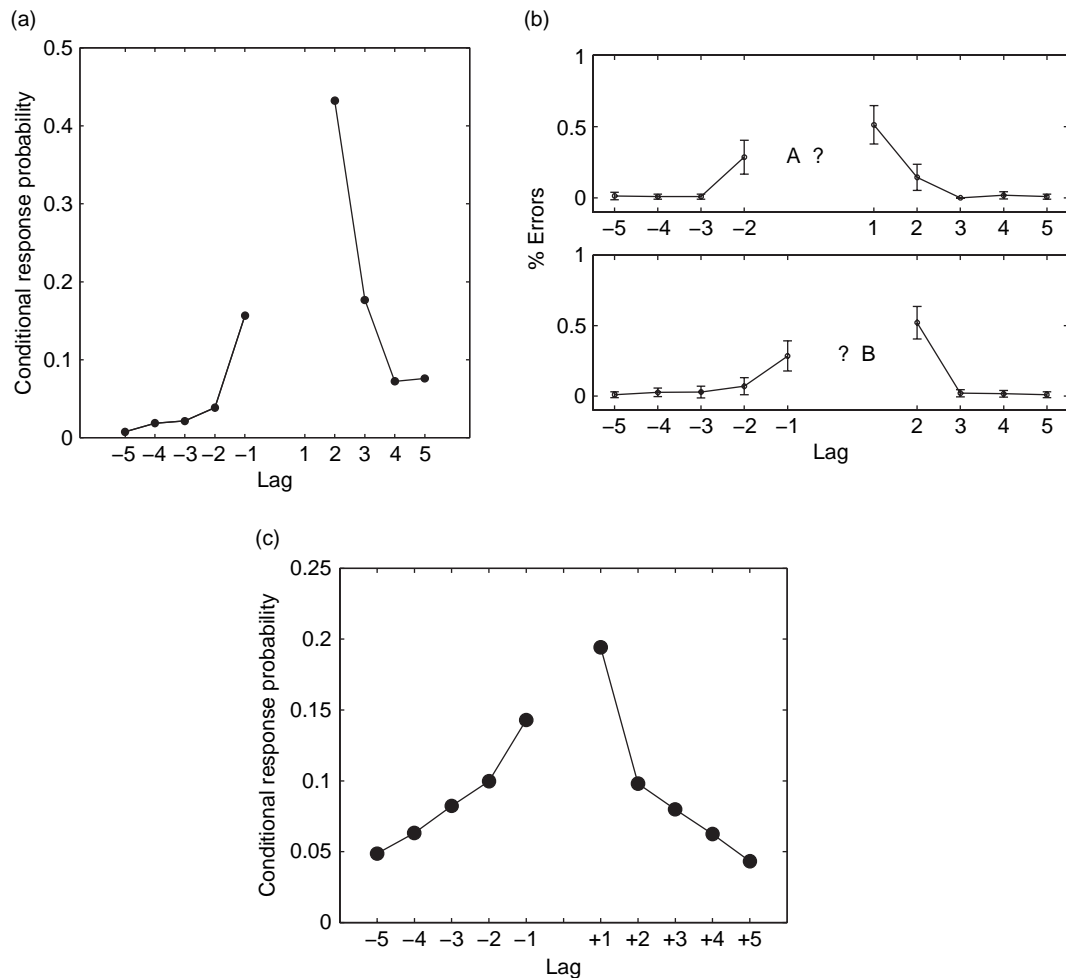 (a)
0.5
0.4
0.3
0.2
0.1
0
Conditional response probability
–5 –4 –3 –2 –1 1 2 3 4 5
Lag
(b)
% Errors
1
0.5
0
A ?
–5 –4 –3 –2 1 2 3 4 5
1
0.5
0
? B
–5 –4 –3 –2 –1 2 3 4 5
Lag
(c)
0.25
0.2
0.15
0.1
0.05
0
Conditional response probability
–5 –4 –3 –2 –1 +1 +2 +3 +4 +5
Lag